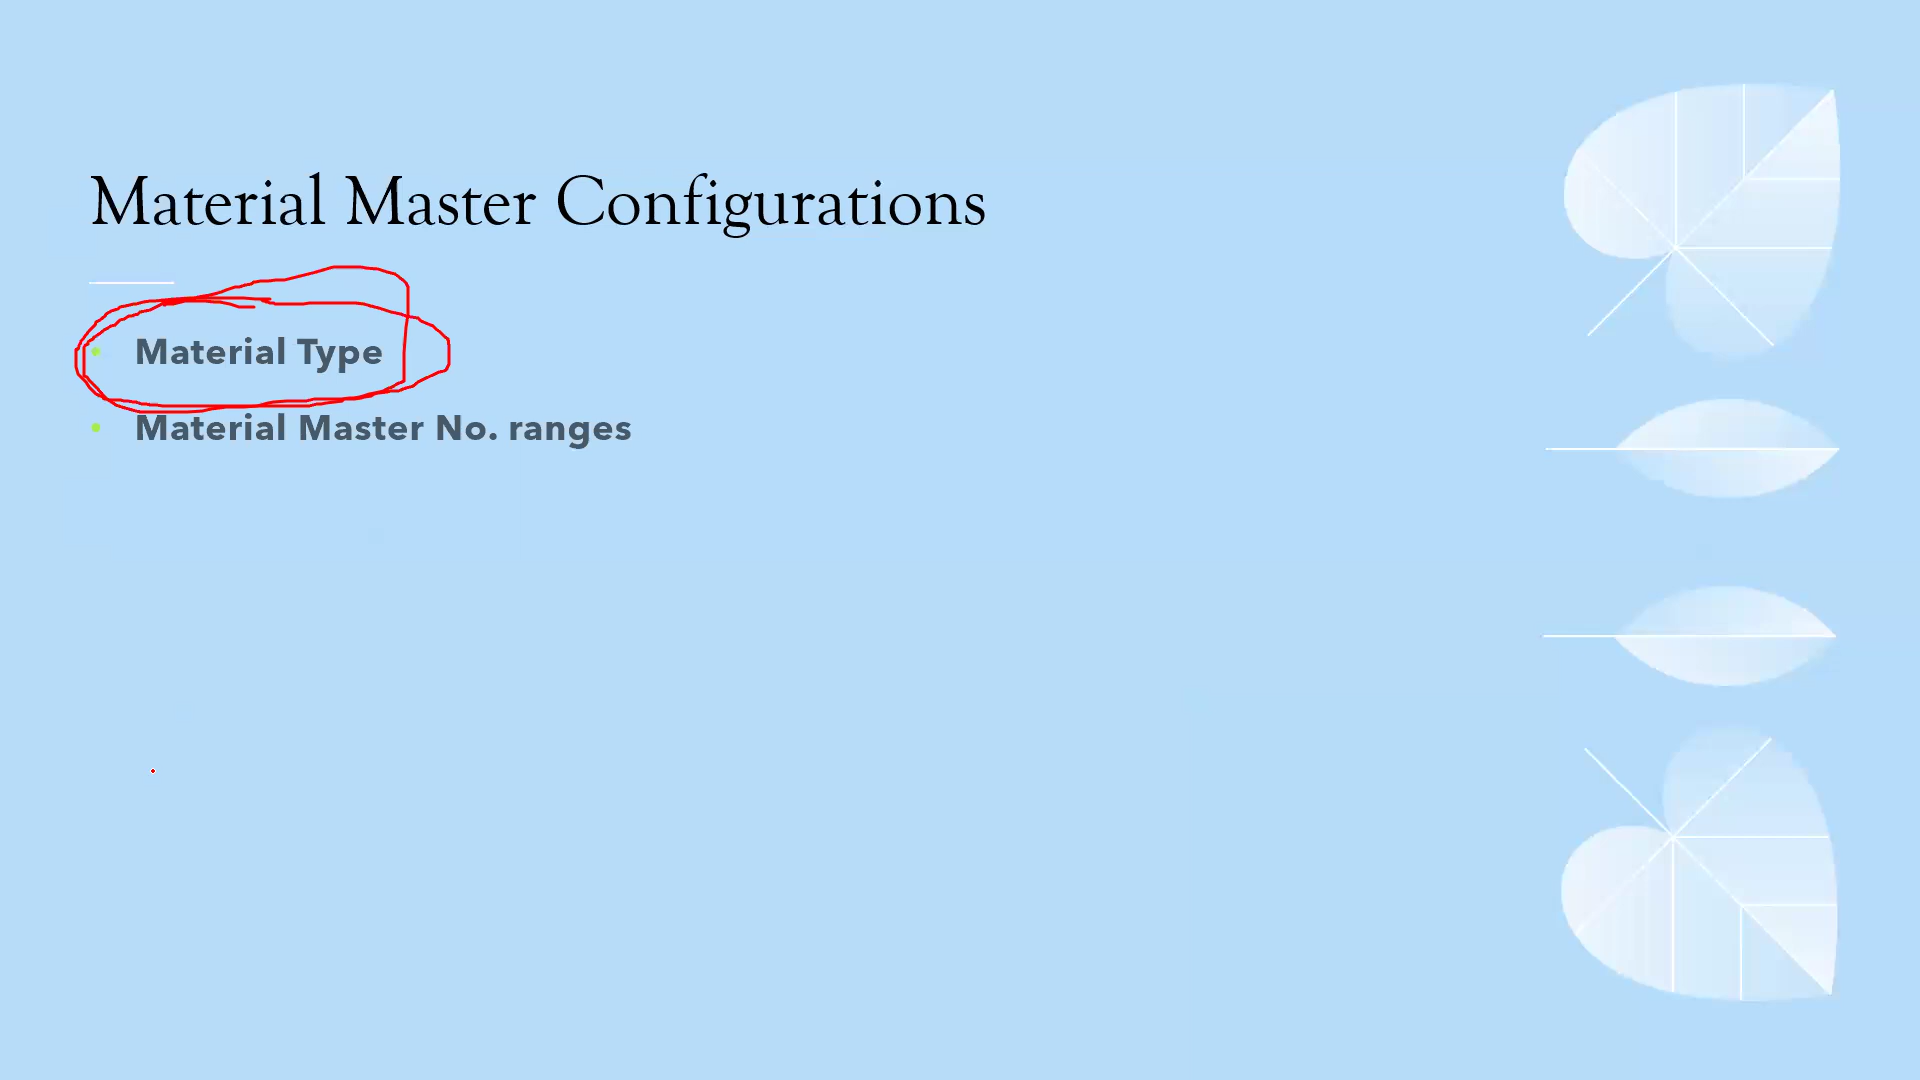 Material Master Configurations
• Material Type
• Material Master No. ranges